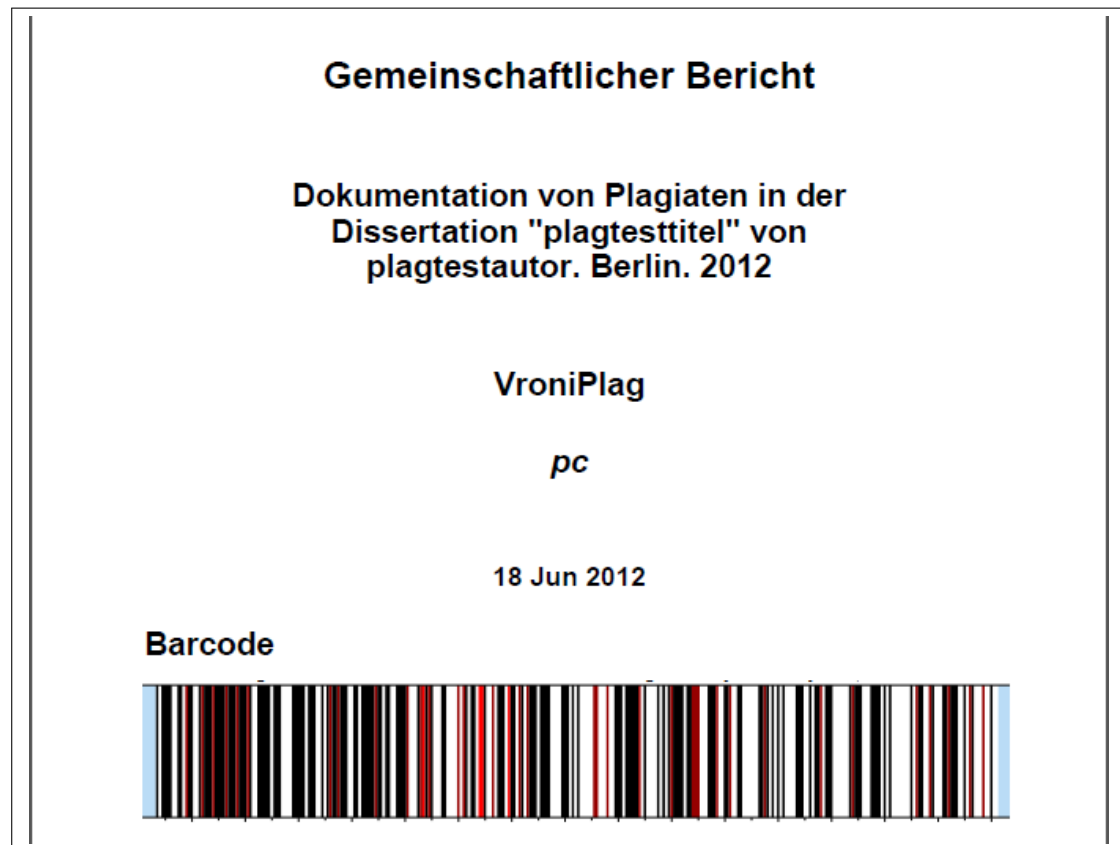 Gemeinschaftlicher Bericht
Dokumentation von Plagiaten in der
Dissertation "plagtesttitel" von
plagtestautor. Berlin. 2012
VroniPlag
pc
18 Jun 2012
Barcode